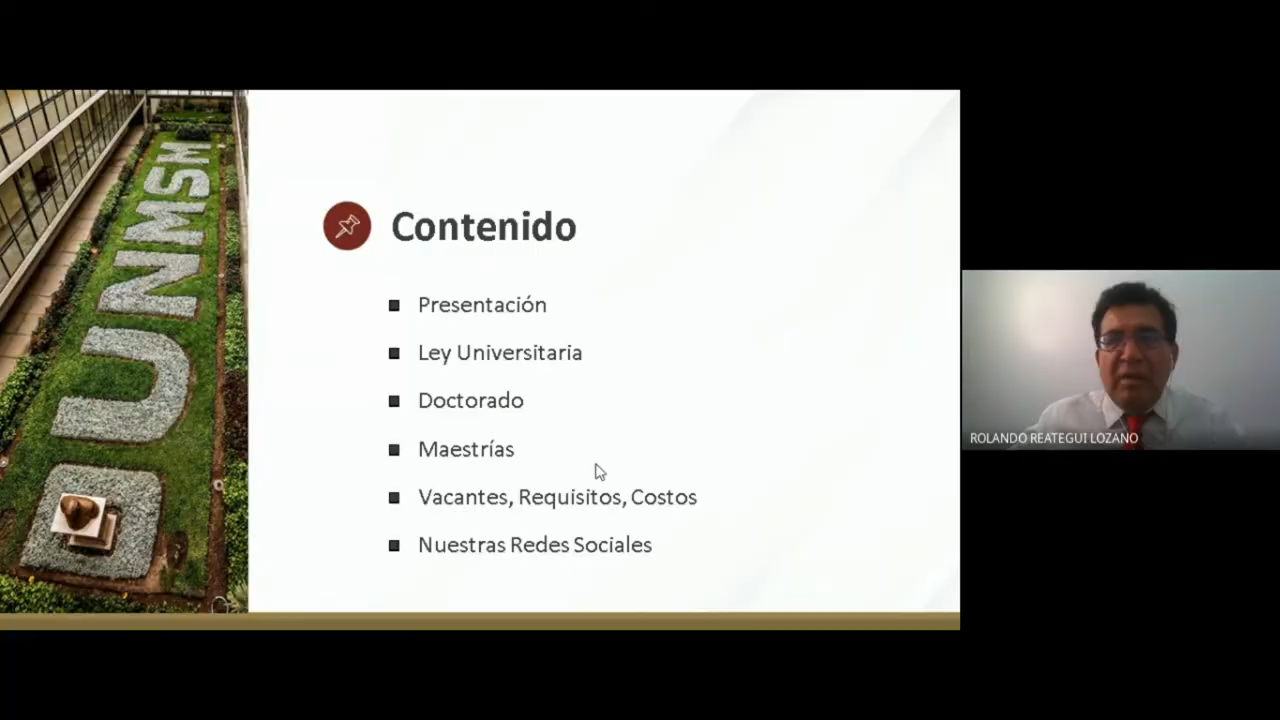 UNMSM
Contenido
Presentación
Ley Universitaria
Doctorado
Maestrías
Vacantes, Requisitos, Costos
Nuestras Redes Sociales
ROLANDO REATEGUI LOZANO